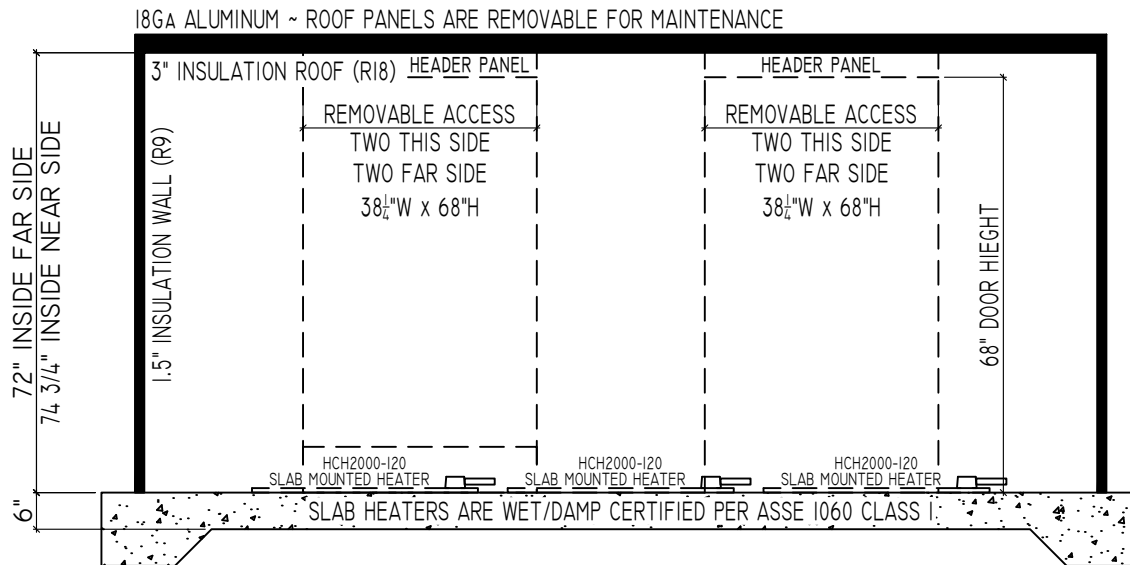 18GA ALUMINUM ~ ROOF PANELS ARE REMOVABLE FOR MAINTENANCE
3" INSULATION ROOF (R18)
HEADER PANEL
HEADER PANEL
REMOVABLE ACCESS
TWO THIS SIDE
TWO FAR SIDE
38¼"W x 68"H
REMOVABLE ACCESS
TWO THIS SIDE
TWO FAR SIDE
38¼"W x 68"H
72" INSIDE FAR SIDE
74 3/4" INSIDE NEAR SIDE
1.5" INSULATION WALL (R9)
68" DOOR HIEGHT
HCH2000-120
SLAB MOUNTED HEATER
HCH2000-120
SLAB MOUNTED HEATER
HCH2000-120
SLAB MOUNTED HEATER
6"
SLAB HEATERS ARE WET/DAMP CERTIFIED PER ASSE 1060 CLASS 1.